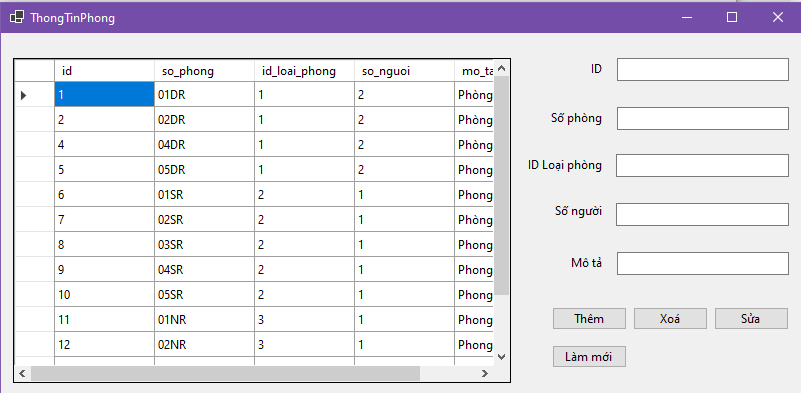 ThongTinPhong
id so_phong id_loai_phong so_nguoi mo_ta
1 01DR 1 2 Phòng
2 02DR 1 2 Phòng
4 04DR 1 2 Phòng
5 05DR 1 2 Phòng
6 01SR 2 1 Phong
7 02SR 2 1 Phòng
8 03SR 2 1 Phong
9 04SR 2 1 Phong
10 05SR 2 1 Phong
11 01NR 3 1 Phong
12 02NR 3 1 Phong
ID
Số phòng
ID Loại phòng
Số người
Mô tả
Thêm Xoá Sửa
Làm mới